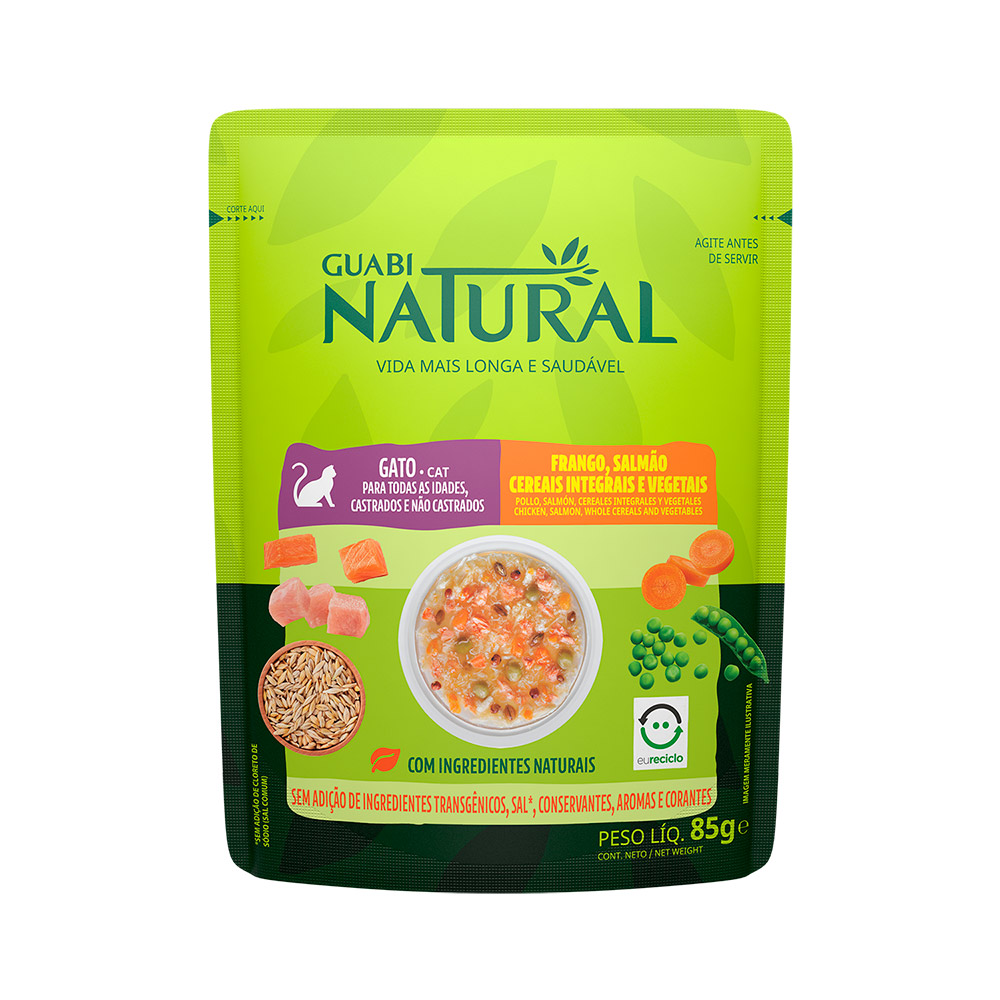 CORTE AQUI
AGITE ANTES
DE SERVIR
GUABI
NATURAL
VIDA MAIS LONGA E SAUDÁVEL
GATO • CAT
PARA TODAS AS IDADES,
CASTRADOS E NÃO CASTRADOS
FRANGO, SALMÃO
CEREAIS INTEGRAIS E VEGETAIS
POLLO, SALMÓN, CEREALES INTEGRALES Y VEGETALES
CHICKEN, SALMON, WHOLE CEREALS AND VEGETABLES
eureciclo
COM INGREDIENTES NATURAIS
IMAGEM MERAMENTE ILUSTRATIVA
*SEM ADIÇÃO DE CLORETO DE
SÓDIO (SAL COMUM)
SEM ADIÇÃO DE INGREDIENTES TRANSGÊNICOS, SAL*, CONSERVANTES, AROMAS E CORANTES
PESO LÍQ. 85g e
CONT. NETO / NET WEIGHT